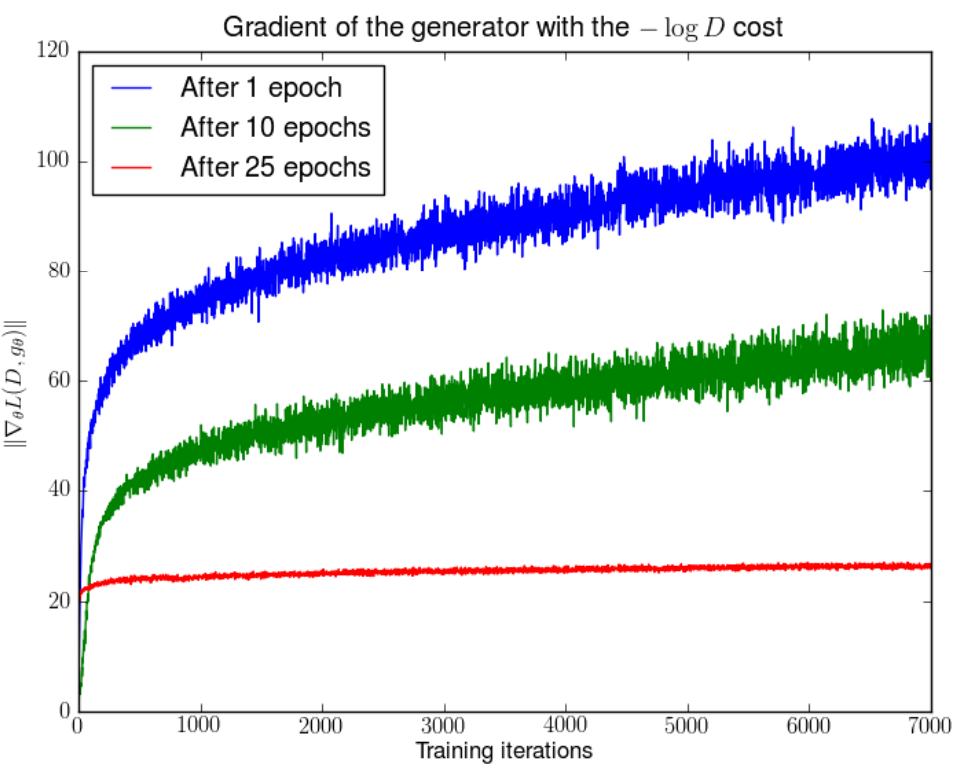 Gradient of the generator with the − log D cost
120
100
80
60
40
20
0
‖∇θL(D, gθ)‖
After 1 epoch
After 10 epochs
After 25 epochs
0 1000 2000 3000 4000 5000 6000 7000
Training iterations